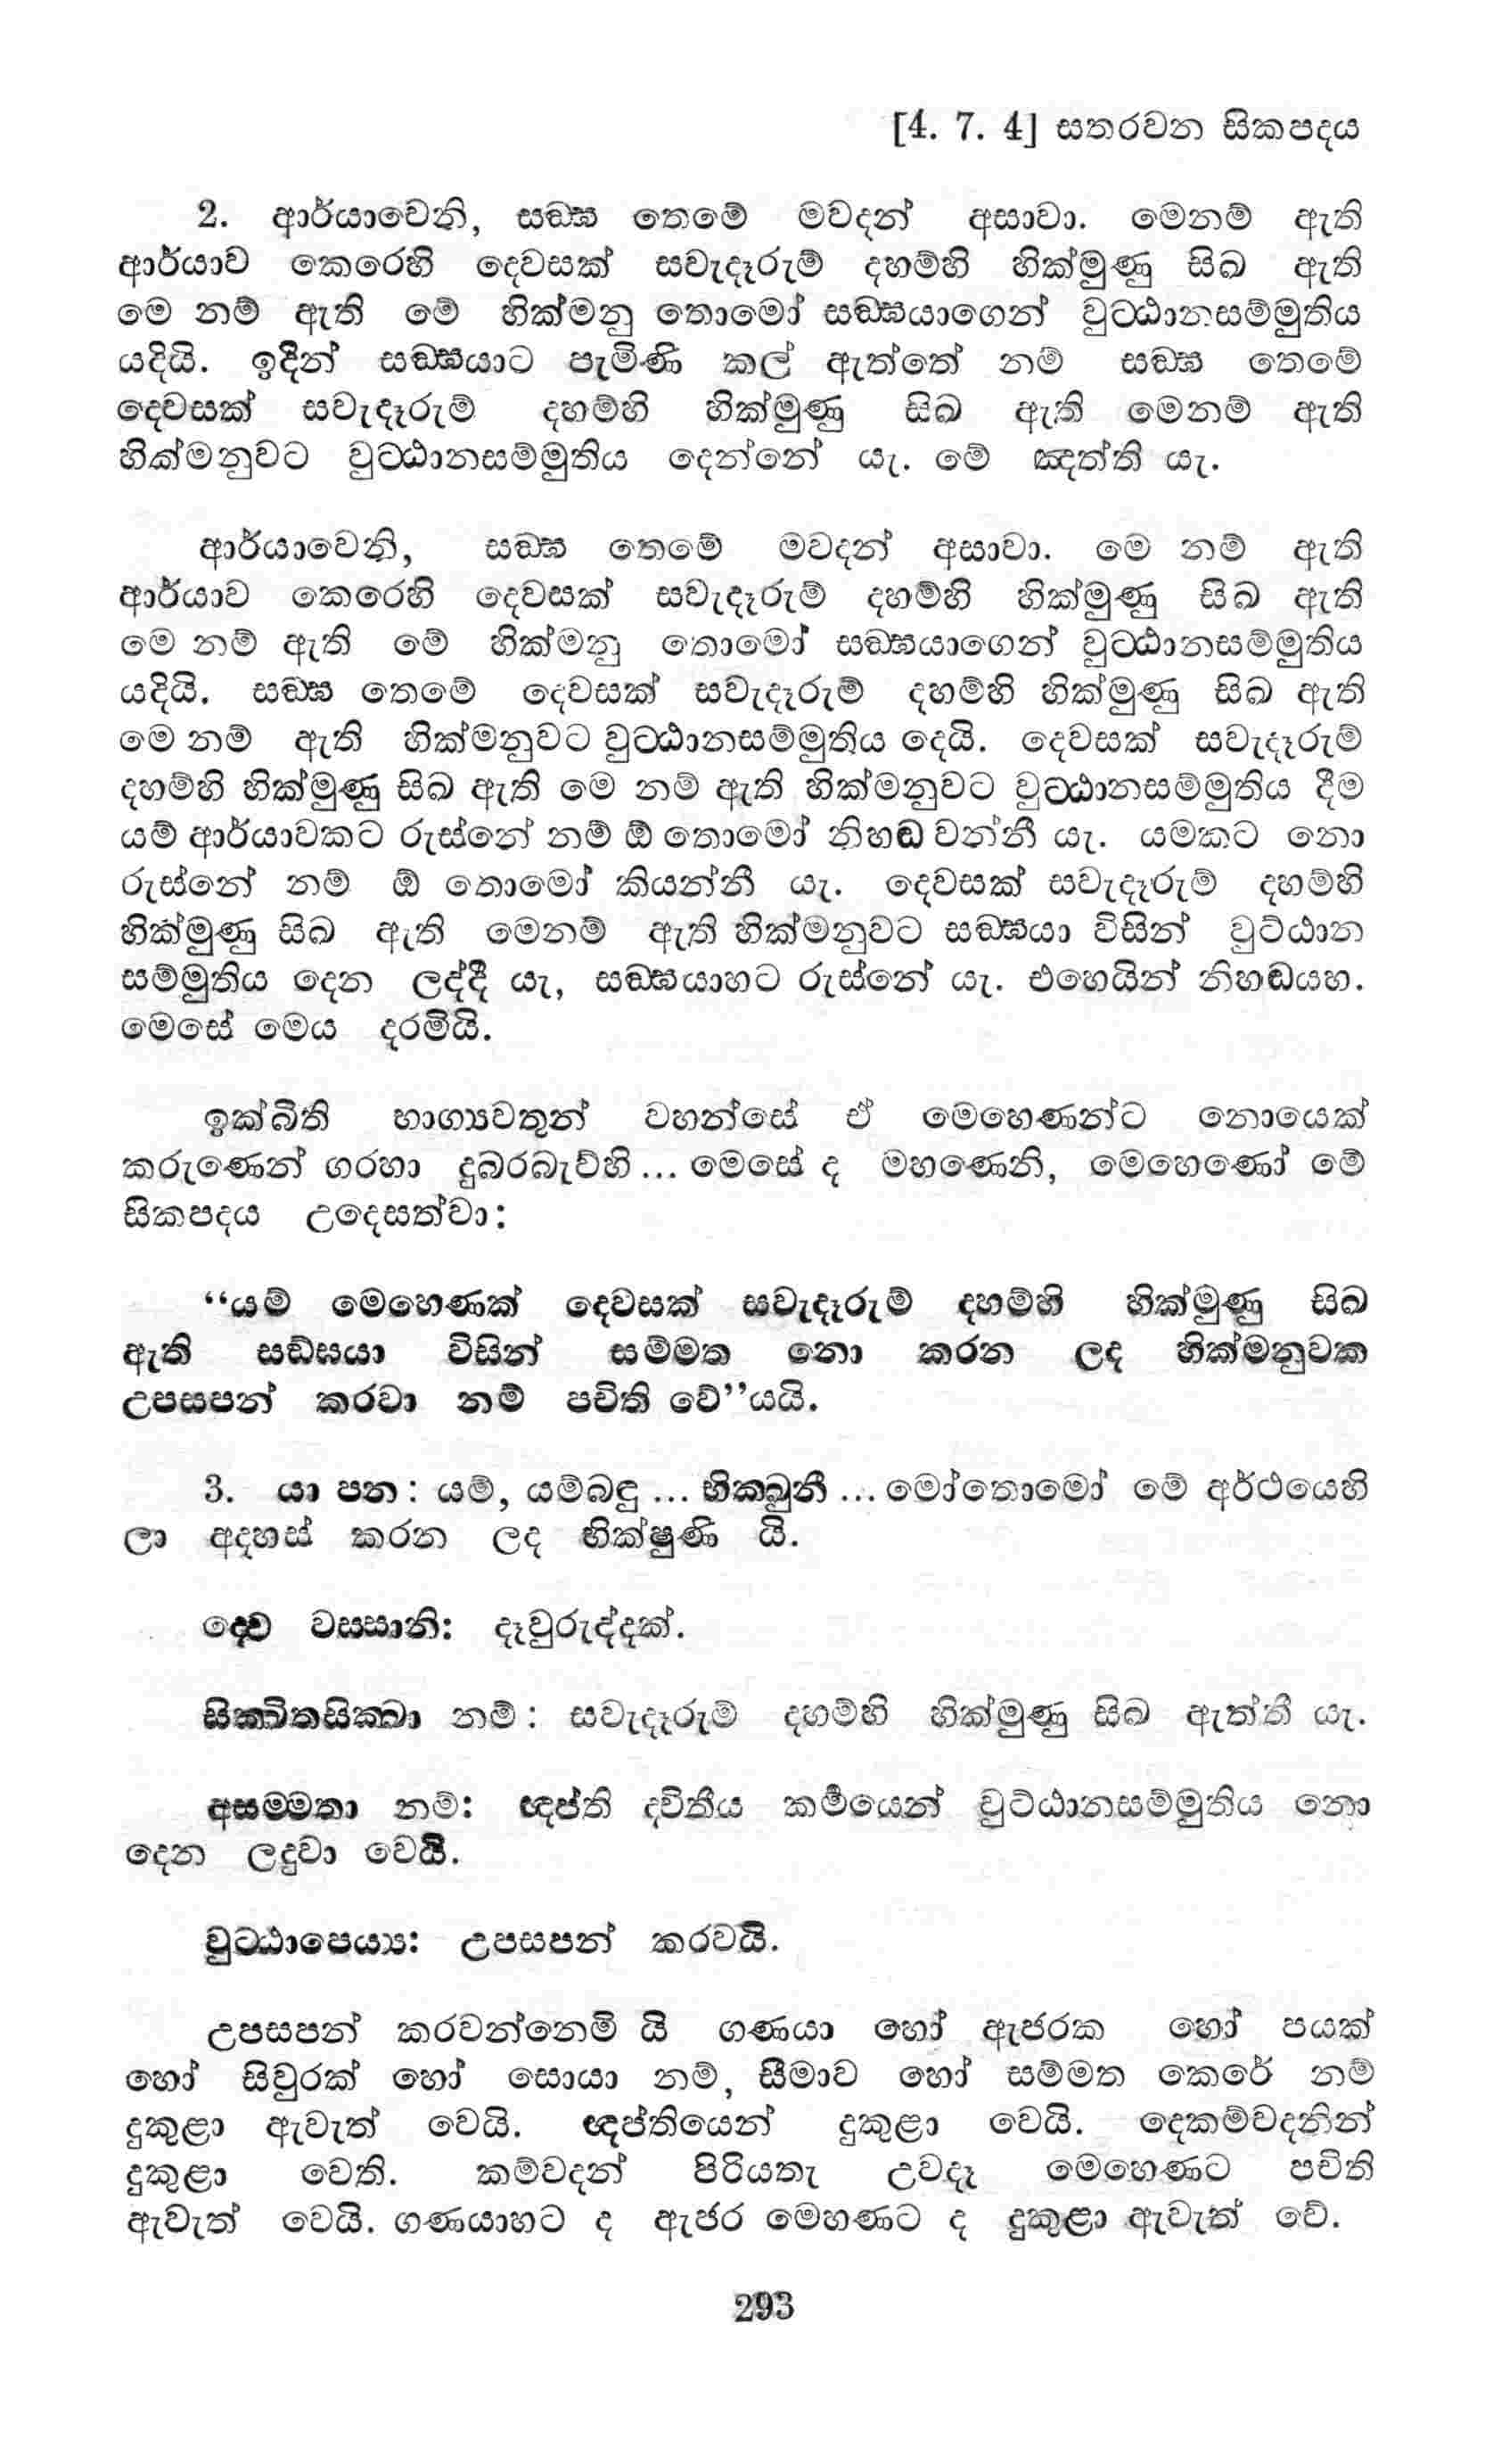 [4. 7. 4] සතරවන සිකපදය
2. ආර්යාවෙනි, සඞ්ඝ තෙමේ මවදන් අසාවා. මෙනම් ඇති
ආර්යාව කෙරෙහි දෙවසක් සවැදෑරුම් දහම්හි හික්මුණු සිඛ ඇති
මෙ නම් ඇති මේ හික්මනු තොමෝ සඞ්ඝයාගෙන් වුට්ඨානසම්මුතිය
යදියි. ඉදින් සඞ්ඝයාට පැමිණි කල් ඇත්තේ නම් සඞ්ඝ තෙමේ
දෙවසක් සවැදෑරුම් දහම්හි හික්මුණු සිඛ ඇති මෙනම් ඇති
හික්මනුවට වුට්ඨානසම්මුතිය දෙන්නේ යැ. මේ ඤත්ති යැ.
ආර්යාවෙනි, සඞ්ඝ තෙමේ මවදන් අසාවා. මෙ නම් ඇති
ආර්යාව කෙරෙහි දෙවසක් සවැදෑරුම් දහම්හි හික්මුණු සිඛ ඇති
මෙ නම් ඇති මේ හික්මනු තොමෝ සඞ්ඝයාගෙන් වුට්ඨානසම්මුතිය
යදියි. සඞ්ඝ තෙමේ දෙවසක් සවැදෑරුම් දහම්හි හික්මුණු සිඛ ඇති
මෙ නම් ඇති හික්මනුවට වුට්ඨානසම්මුතිය දෙයි. දෙවසක් සවැදෑරුම්
දහම්හි හික්මුණු සිඛ ඇති මෙ නම් ඇති හික්මනුවට වුට්ඨානසම්මුතිය දීම
යම් ආර්යාවකට රුස්නේ නම් ඕ තොමෝ නිහඬ වන්නී යැ. යමකට නො
රුස්නේ නම් ඕ තොමෝ කියන්නී යැ. දෙවසක් සවැදෑරුම් දහම්හි
හික්මුණු සිඛ ඇති මෙනම් ඇති හික්මනුවට සඞ්ඝයා විසින් වුට්ඨාන
සම්මුතිය දෙන ලද්දී යැ, සඞ්ඝයාහට රුස්නේ යැ. එහෙයින් නිහඬයහ.
මෙසේ මෙය දරමියි.
ඉක්බිති භාග්‍යවතුන් වහන්සේ ඒ මෙහෙණන්ට නොයෙක්
කරුණෙන් ගරහා දුබරබැව්හි... මෙසේ ද මහණෙනි, මෙහෙණෝ මේ
සිකපදය උදෙසත්වා:
“යම් මෙහෙණක් දෙවසක් සවැදෑරුම් දහම්හි හික්මුණු සිඛ
ඇති සඞ්ඝයා විසින් සම්මත නො කරන ලද හික්මනුවක
උපසපන් කරවා නම් පචිති වේ”යයි.
3. යා පන: යම්, යම්බඳු ... භික්ඛුනී ... මෝතොමෝ මේ අර්ථයෙහි
ලා අදහස් කරන ලද භික්ෂුණි යි.
ද්වෙ වස්සානි: දෑවුරුද්දක්.
සික්ඛිතසික්ඛා නම්: සවැදෑරුම් දහම්හි හික්මුණු සිඛ ඇත්තී යැ.
අසම්මතා නම්: ඥප්ති ද්විතීය කර්‍මයෙන් වුට්ඨානසම්මුතිය නො
දෙන ලදුවා වෙයි.
වුට්ඨාපෙය්‍ය: උපසපන් කරවයි.
උපසපන් කරවන්නෙමි යි ගණයා හෝ ඇජරක හෝ පයක්
හෝ සිවුරක් හෝ සොයා නම්, සීමාව හෝ සම්මත කෙරේ නම්
දුකුළා ඇවැත් වෙයි. ඥප්තියෙන් දුකුළා වෙයි. දෙකම්වදනින්
දුකුළා වෙති. කම්වදන් පිරියතැ උවදෑ මෙහෙණට පචිති
ඇවැත් වෙයි. ගණයාහට ද ඇජර මෙහණට ද දුකුළා ඇවැත් වේ.
293